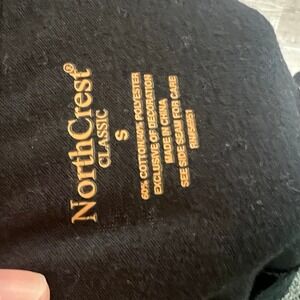 NorthCrest®
CLASSIC
S
60% COTTON/40% POLYESTER
EXCLUSIVE OF DECORATION
MADE IN CHINA
SEE SIDE SEAM FOR CARE